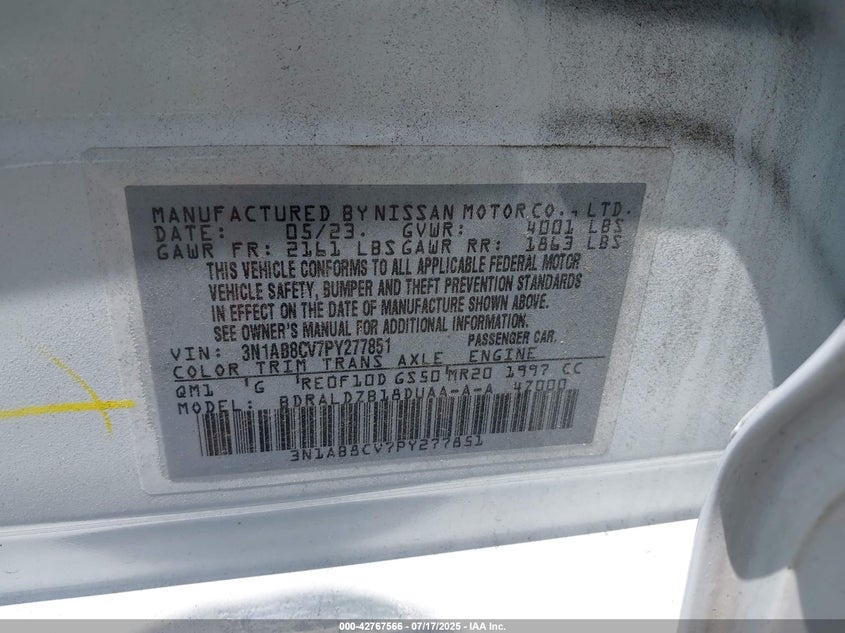 MANUFACTURED BY NISSAN MOTOR CO., LTD.
DATE: 05/23. GVWR: 4001 LBS
GAWR FR: 2161 LBS GAWR RR: 1863 LBS
THIS VEHICLE CONFORMS TO ALL APPLICABLE FEDERAL MOTOR
VEHICLE SAFETY, BUMPER AND THEFT PREVENTION STANDARDS
IN EFFECT ON THE DATE OF MANUFACTURE SHOWN ABOVE.
SEE OWNER'S MANUAL FOR ADDITIONAL INFORMATION.
VIN: 3N1AB8CV7PY277851 PASSENGER CAR.
COLOR TRIM TRANS AXLE ENGINE
QM1 'G 'RE0F10D GS50 MR20 1997 CC
MODEL: BDRALDZB18DUAA-A-A 47000
3N1AB8CV7PY277851
000-42767566 / 07/17/2025 - IAA Inc.